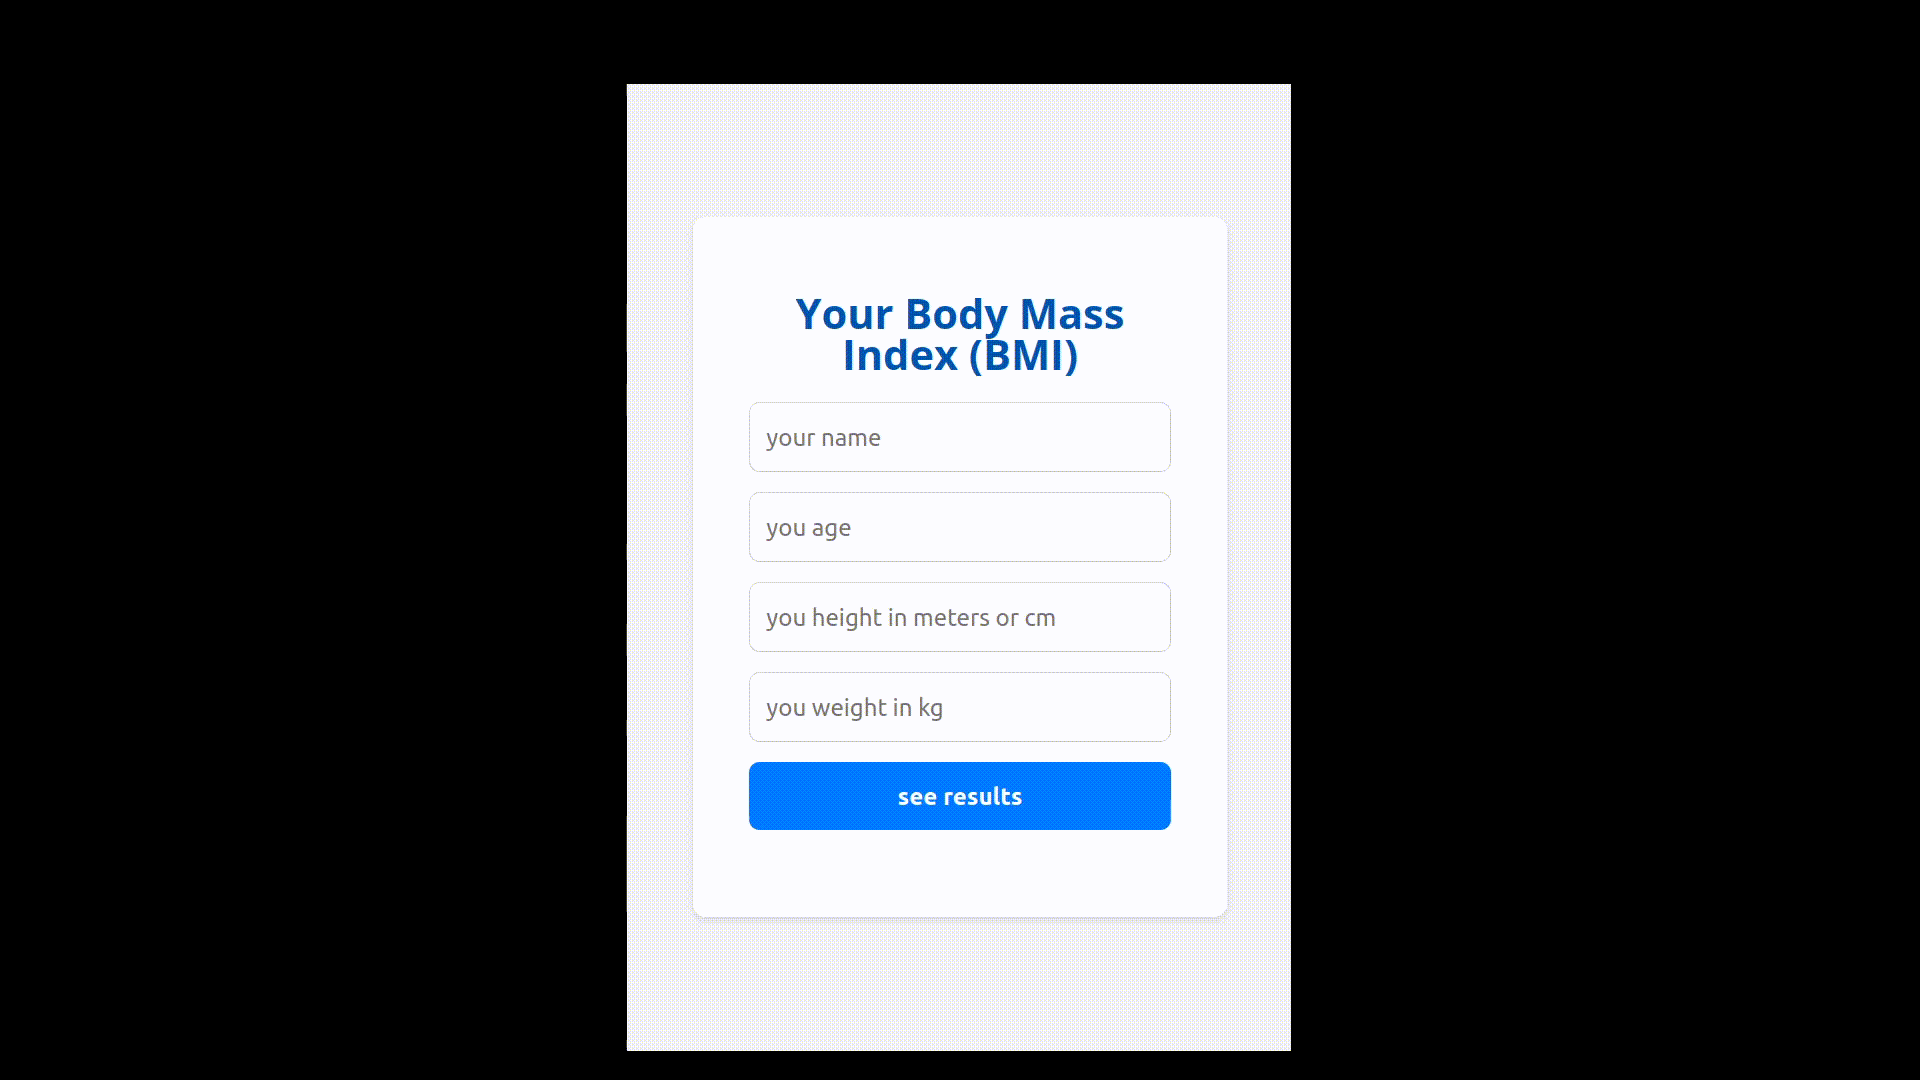 Your Body Mass
Index (BMI)
your name
you age
you height in meters or cm
you weight in kg
see results